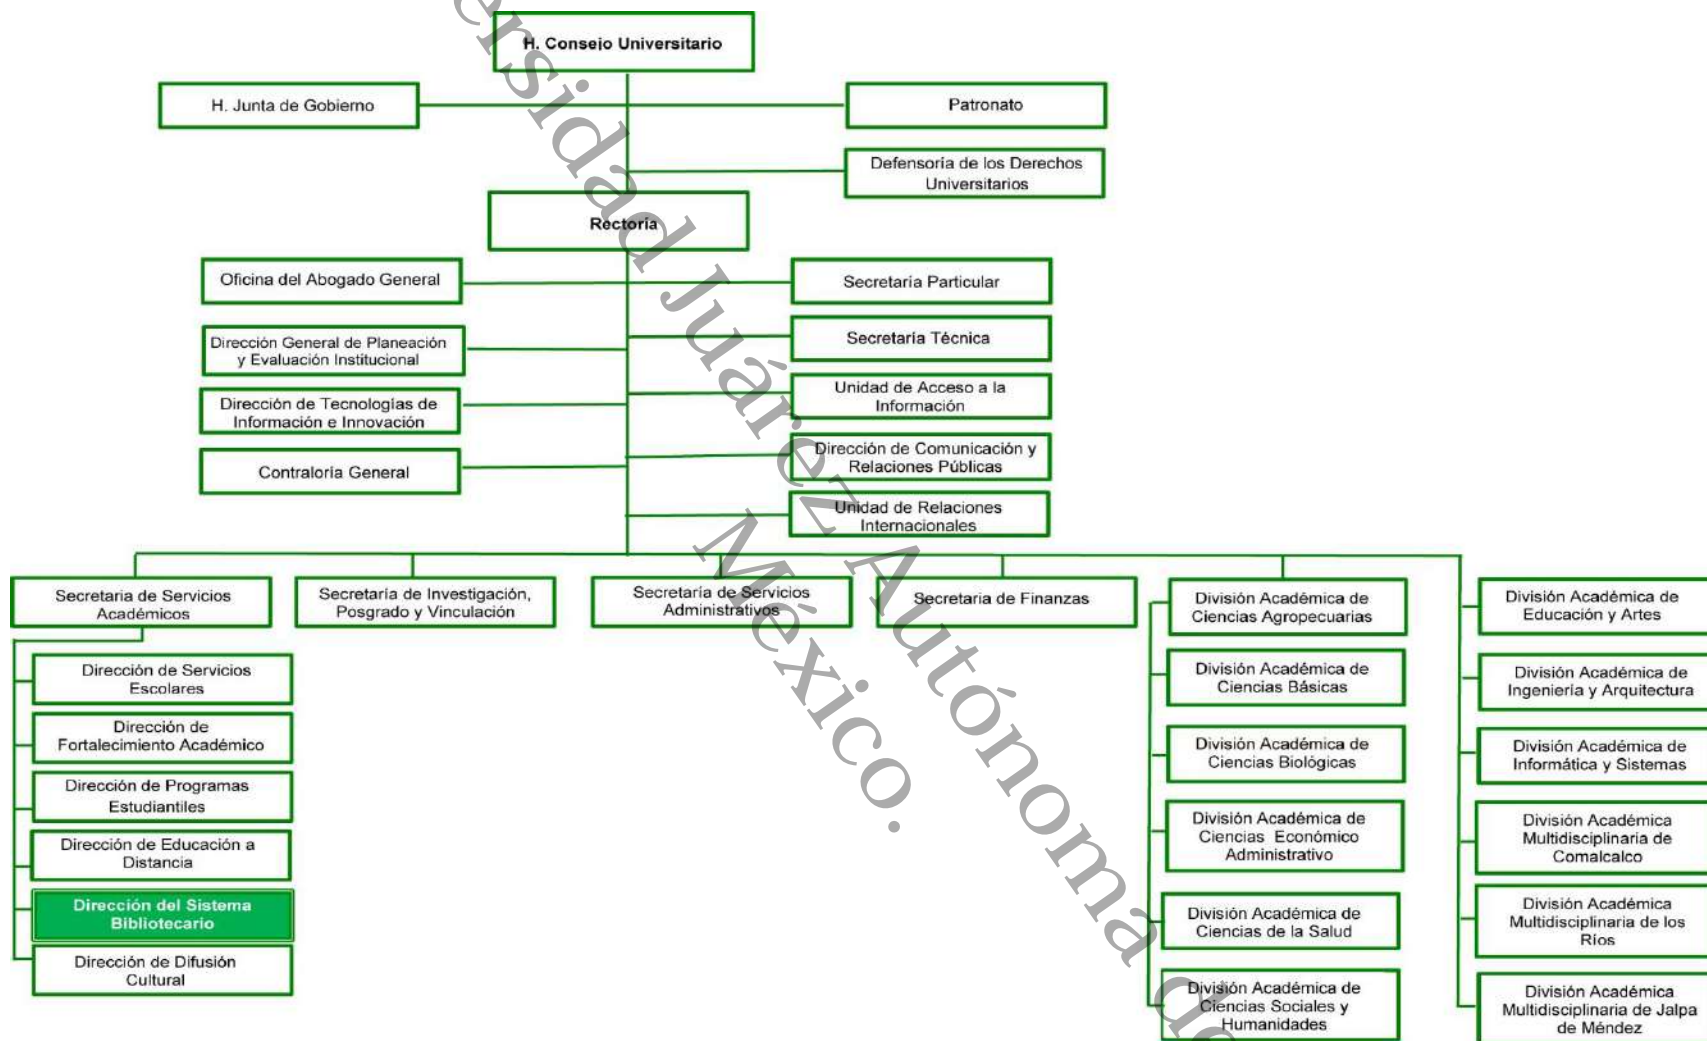 H. Consejo Universitario
H. Junta de Gobierno
Patronato
Defensoría de los Derechos
Universitarios
Rectoría
Oficina del Abogado General
Secretaría Particular
Dirección General de Planeación
y Evaluación Institucional
Secretaría Técnica
Dirección de Tecnologías de
Información e Innovación
Unidad de Acceso a la
Información
Contraloría General
Dirección de Comunicación y
Relaciones Públicas
Unidad de Relaciones
Internacionales
Secretaria de Servicios
Académicos
Secretaría de Investigación,
Posgrado y Vinculación
Secretaría de Servicios
Administrativos
Secretaria de Finanzas
Dirección de Servicios
Escolares
Dirección de
Fortalecimiento Académico
Dirección de Programas
Estudiantiles
Dirección de Educación a
Distancia
Dirección del Sistema
Bibliotecario
Dirección de Difusión
Cultural
División Académica de
Ciencias Agropecuarias
División Académica de
Ciencias Básicas
División Académica de
Ciencias Biológicas
División Académica de
Ciencias Económico
Administrativo
División Académica de
Ciencias de la Salud
División Académica de
Ciencias Sociales y
Humanidades
División Académica de
Educación y Artes
División Académica de
Ingeniería y Arquitectura
División Académica de
Informática y Sistemas
División Académica
Multidisciplinaria de
Comalcalco
División Académica
Multidisciplinaria de los
Ríos
División Académica
Multidisciplinaria de Jalpa
de Méndez
ersidad Juárez Autónoma de
México.